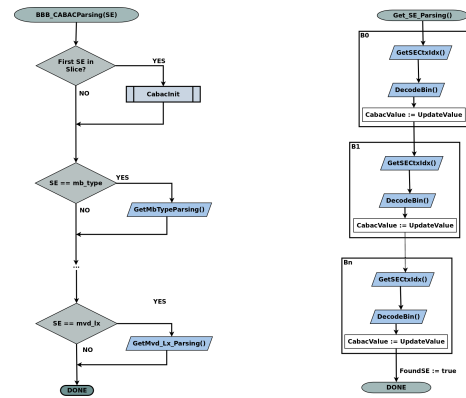 BBB_CABACParsing(SE)
First SE in
Slice?
YES
NO
CabacInit
SE == mb_type
YES
NO
GetMbTypeParsing()
...
SE == mvd_lx
YES
NO
GetMvd_Lx_Parsing()
DONE
Get_SE_Parsing()
B0
GetSECtxIdx()
DecodeBin()
CabacValue := UpdateValue
B1
GetSECtxIdx()
DecodeBin()
CabacValue := UpdateValue
Bn
GetSECtxIdx()
DecodeBin()
CabacValue := UpdateValue
FoundSE := true
DONE